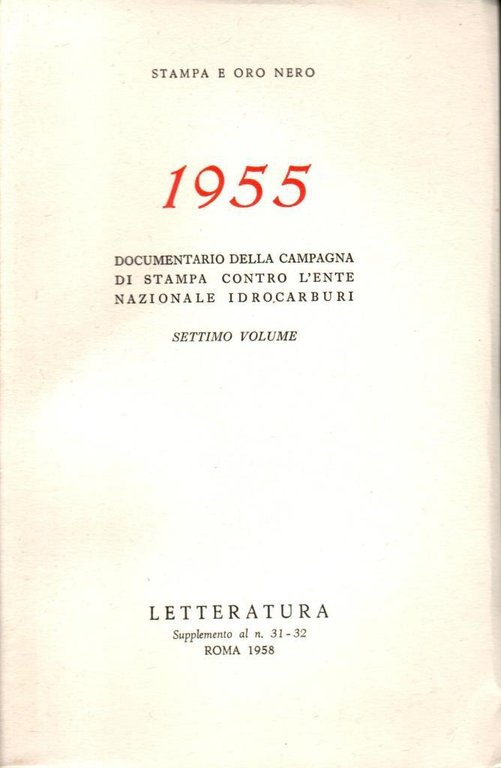 STAMPA E ORO NERO
1955
DOCUMENTARIO DELLA CAMPAGNA
DI STAMPA CONTRO L'ENTE
NAZIONALE IDROCARBURI
SETTIMO VOLUME
LETTERATURA
Supplemento al n. 31-32
ROMA 1958